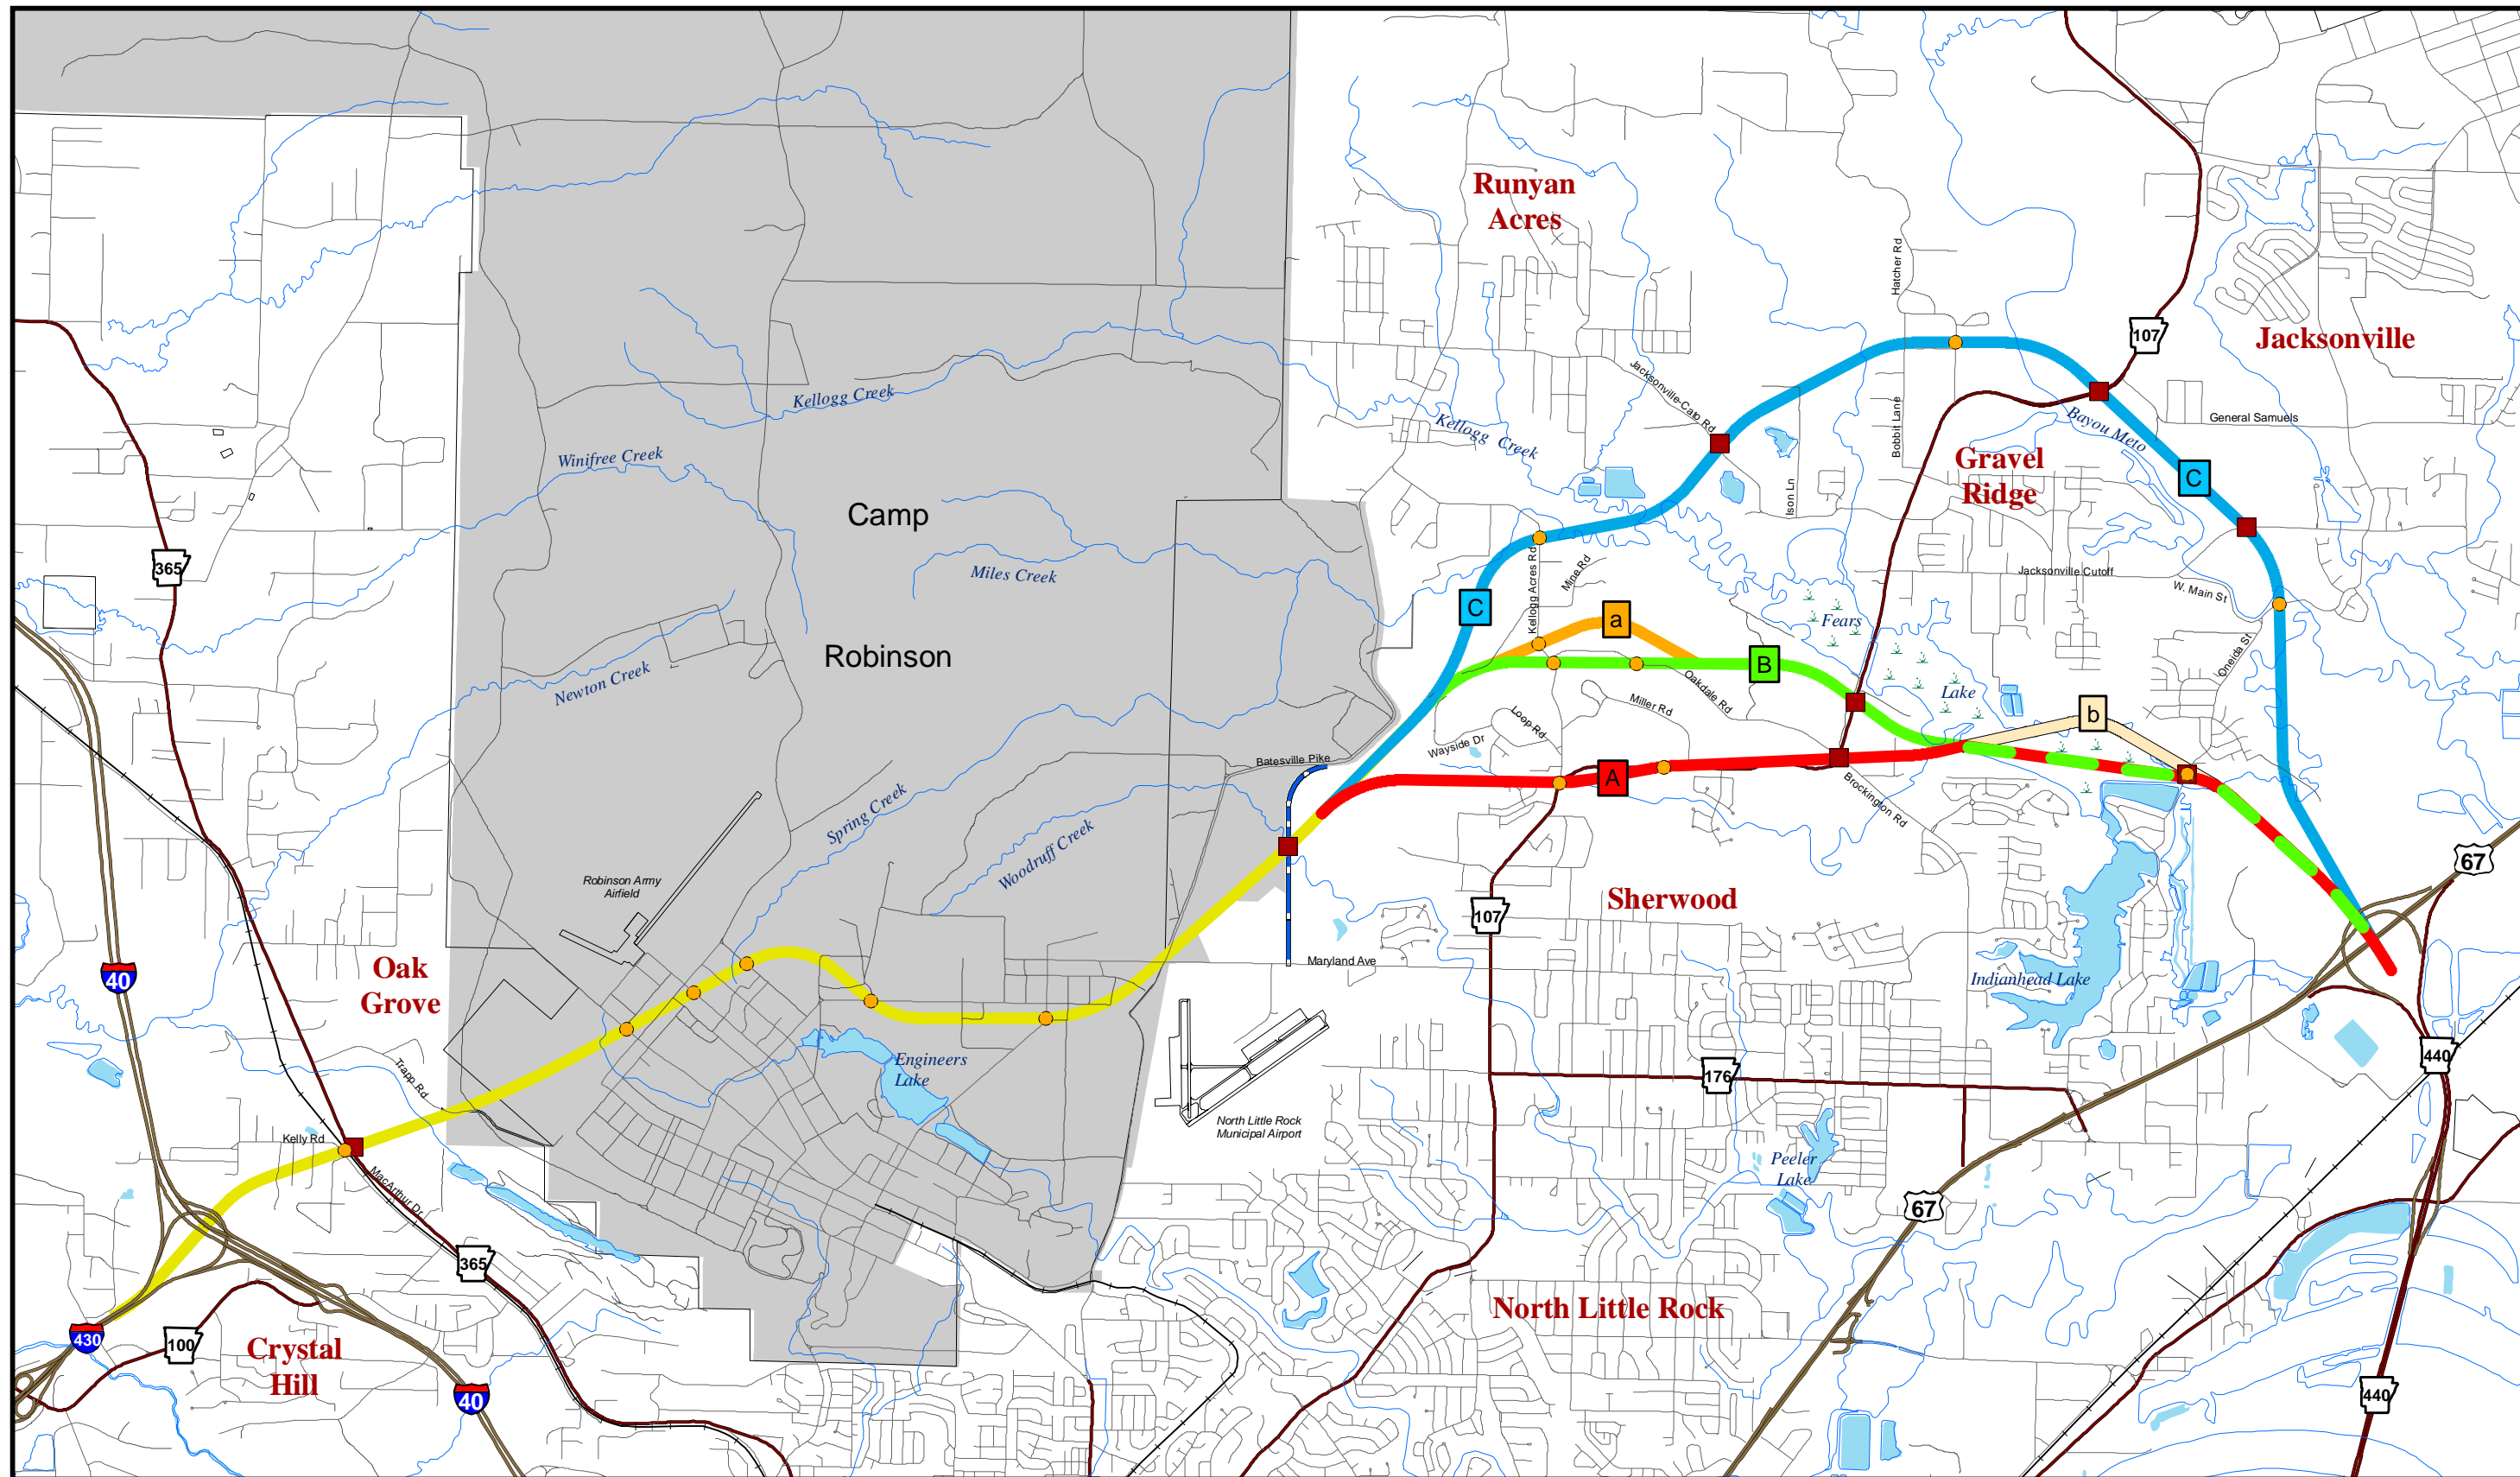 Runyan
Acres
Hatcher Rd
107
Jacksonville
Jacksonville-Cato Rd
Kellogg Creek
Kellogg Creek
Bobbit Lane
Bayou Meto
General Samuels
Winifree Creek
Gravel
Ridge
C
Ison Ln
Camp
365
Miles Creek
Kellogg Acres Rd
Mine Rd
Jacksonville Cutoff
W. Main St
C
a
Fears
Robinson
Newton Creek
B
Oneida St
Oakdale Rd
Lake
Miller Rd
b
Loop Rd
Wayside Dr
Batesville Pike
A
Brockington Rd
Spring Creek
Woodruff Creek
67
Robinson Army
Airfield
Sherwood
107
Oak
Grove
40
Maryland Ave
Indianhead Lake
Engineers
Lake
440
Trapp Rd
176
North Little Rock
Municipal Airport
Kelly Rd
Peeler
Lake
MacArthur Dr
67
365
North Little Rock
430
100
Crystal
Hill
40
440